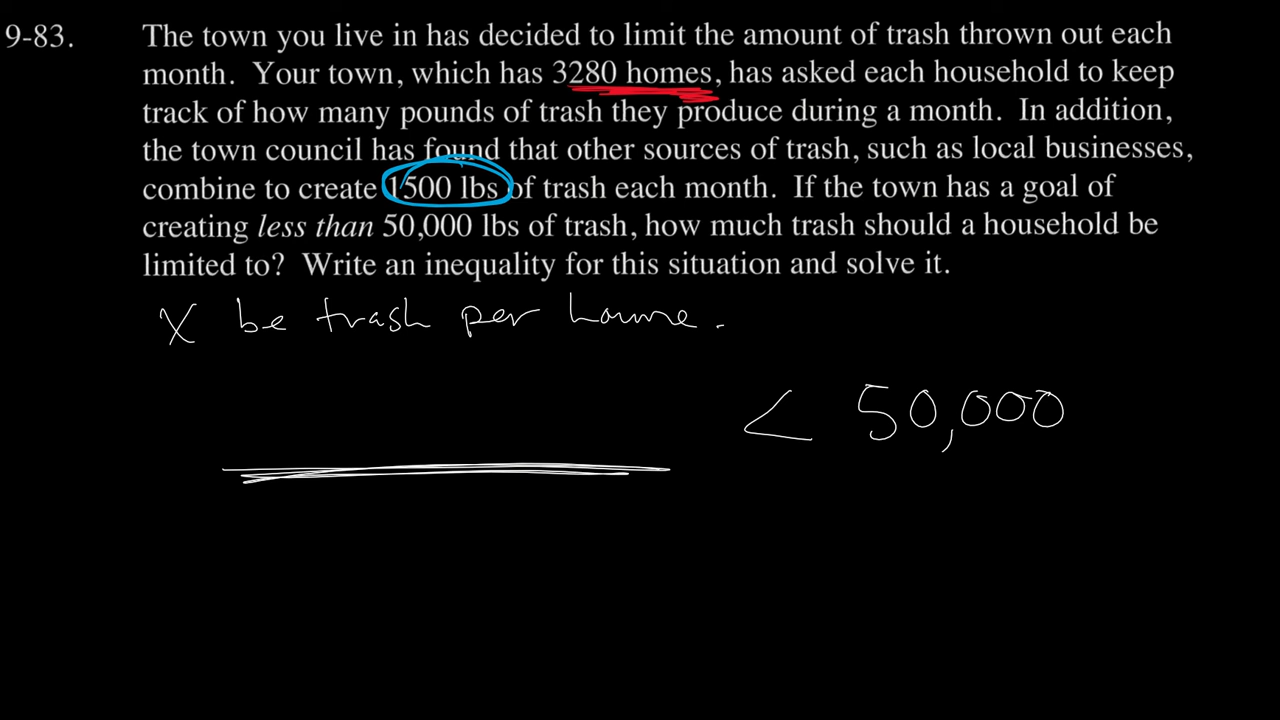 9-83. The town you live in has decided to limit the amount of trash thrown out each
month. Your town, which has 3280 homes, has asked each household to keep
track of how many pounds of trash they produce during a month. In addition,
the town council has found that other sources of trash, such as local businesses,
combine to create 1500 lbs of trash each month. If the town has a goal of
creating less than 50,000 lbs of trash, how much trash should a household be
limited to? Write an inequality for this situation and solve it.
X be trash per home.
< 50,000